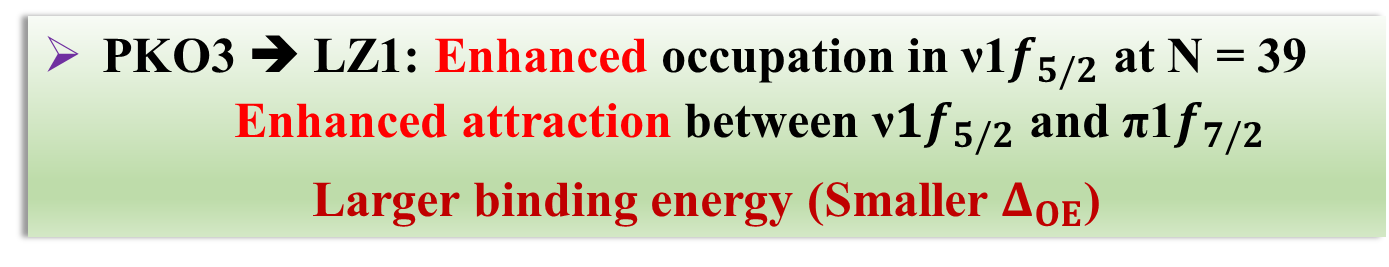 ➢ PKO3 ➔ LZ1: Enhanced occupation in ν1𝑓₅/₂ at N = 39
Enhanced attraction between ν1𝑓₅/₂ and π1𝑓₇/₂
Larger binding energy (Smaller Δ_OE)